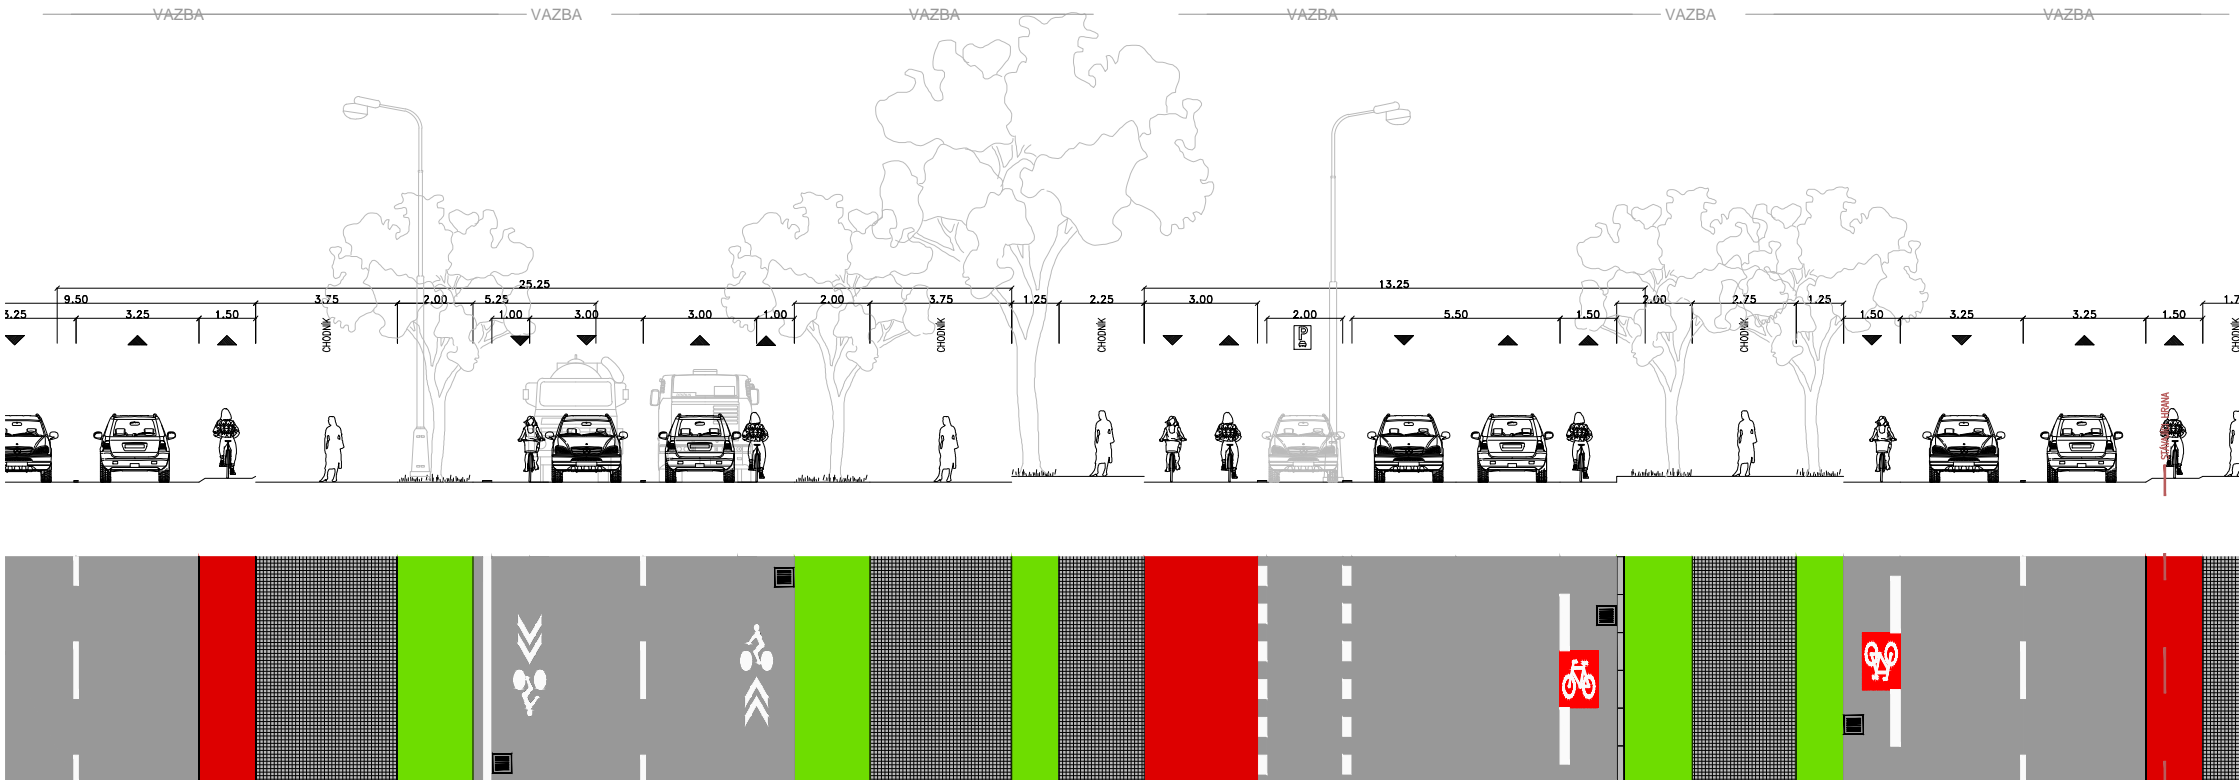 VAZBA VAZBA VAZBA VAZBA VAZBA VAZBA
25.25 13.25
9.50 3.75 2.00 5.25 2.00 3.75 1.25 2.25 3.00 2.00 2.75 1.25
3.25 1.50 1.00 3.00 3.00 1.00 2.00 5.50 1.50 1.50 3.25 3.25 1.50
CHODNÍK CHODNÍK CHODNÍK CHODNÍK CHODNÍK
P